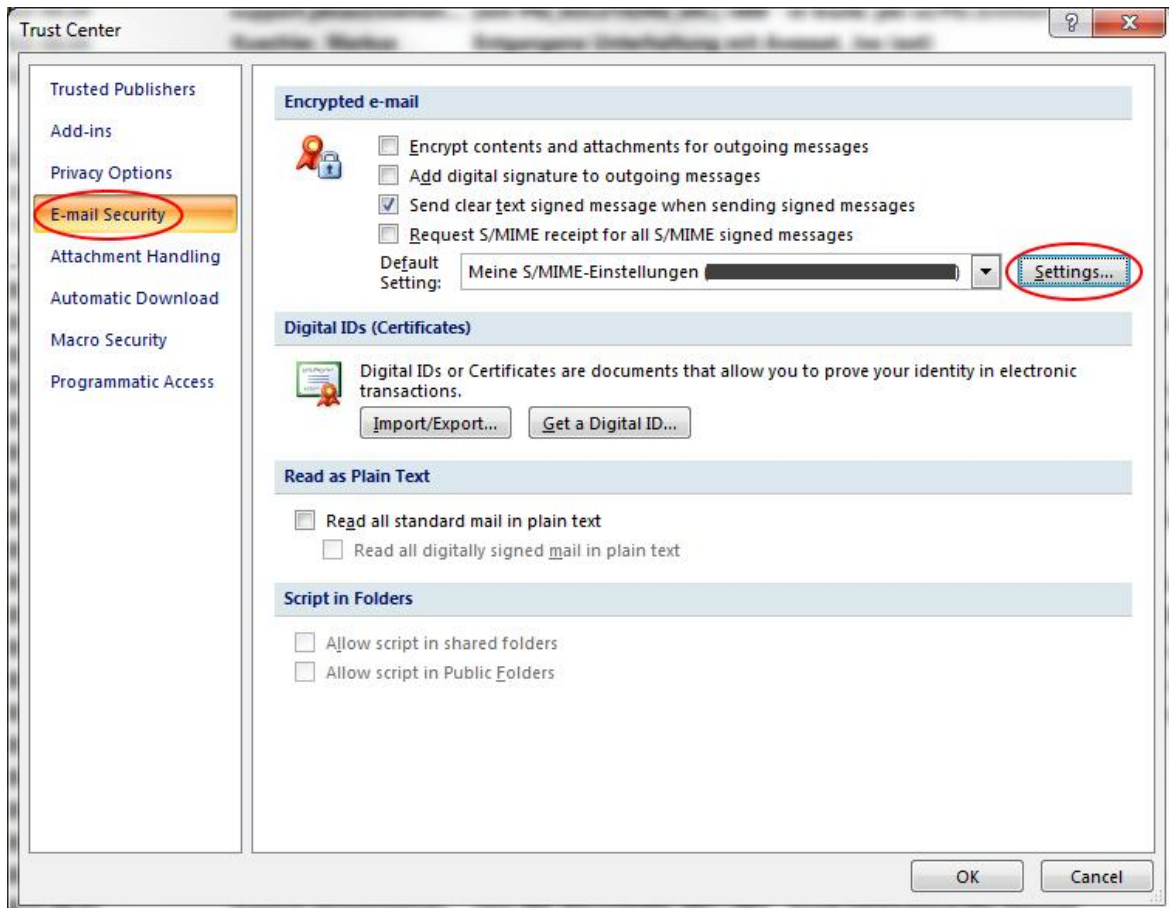 Trust Center
Trusted Publishers
Add-ins
Privacy Options
E-mail Security
Attachment Handling
Automatic Download
Macro Security
Programmatic Access
Encrypted e-mail
Encrypt contents and attachments for outgoing messages
Add digital signature to outgoing messages
Send clear text signed message when sending signed messages
Request S/MIME receipt for all S/MIME signed messages
Default
Setting:
Meine S/MIME-Einstellungen ( )
Settings...
Digital IDs (Certificates)
Digital IDs or Certificates are documents that allow you to prove your identity in electronic
transactions.
Import/Export...
Get a Digital ID...
Read as Plain Text
Read all standard mail in plain text
Read all digitally signed mail in plain text
Script in Folders
Allow script in shared folders
Allow script in Public Folders
OK
Cancel